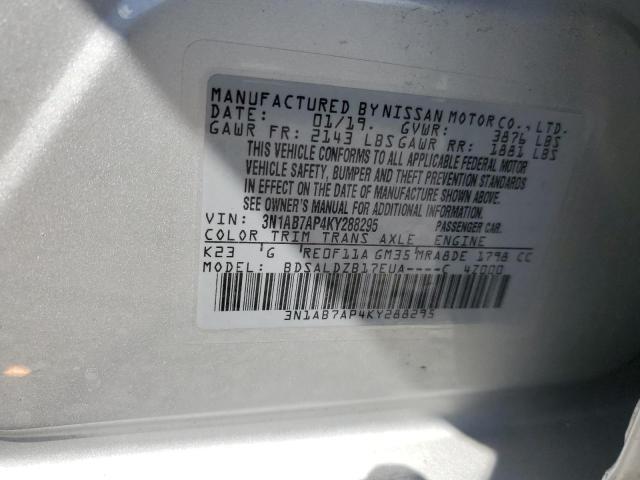 MANUFACTURED BY NISSAN MOTOR CO., LTD.
DATE: 01/19. GVWR: 3876 LBS
GAWR FR: 2143 LBS GAWR RR: 1881 LBS
THIS VEHICLE CONFORMS TO ALL APPLICABLE FEDERAL MOTOR
VEHICLE SAFETY, BUMPER AND THEFT PREVENTION STANDARDS
IN EFFECT ON THE DATE OF MANUFACTURE SHOWN ABOVE.
SEE OWNER'S MANUAL FOR ADDITIONAL INFORMATION.
VIN: 3N1AB7AP4KY288295 PASSENGER CAR.
COLOR TRIM TRANS AXLE ENGINE
K23 G RE0F11A GM35 MRA8DE 1798 CC
MODEL: BDSALDZB17EUA----C 4Z000
3N1AB7AP4KY288295